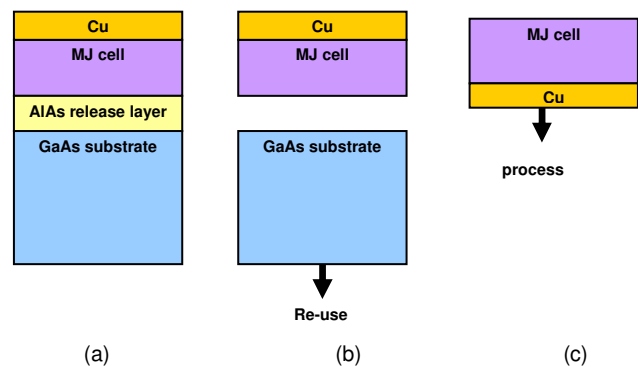 Cu
MJ cell
AlAs release layer
GaAs substrate
(a)
Cu
MJ cell
GaAs substrate
Re-use
(b)
MJ cell
Cu
process
(c)